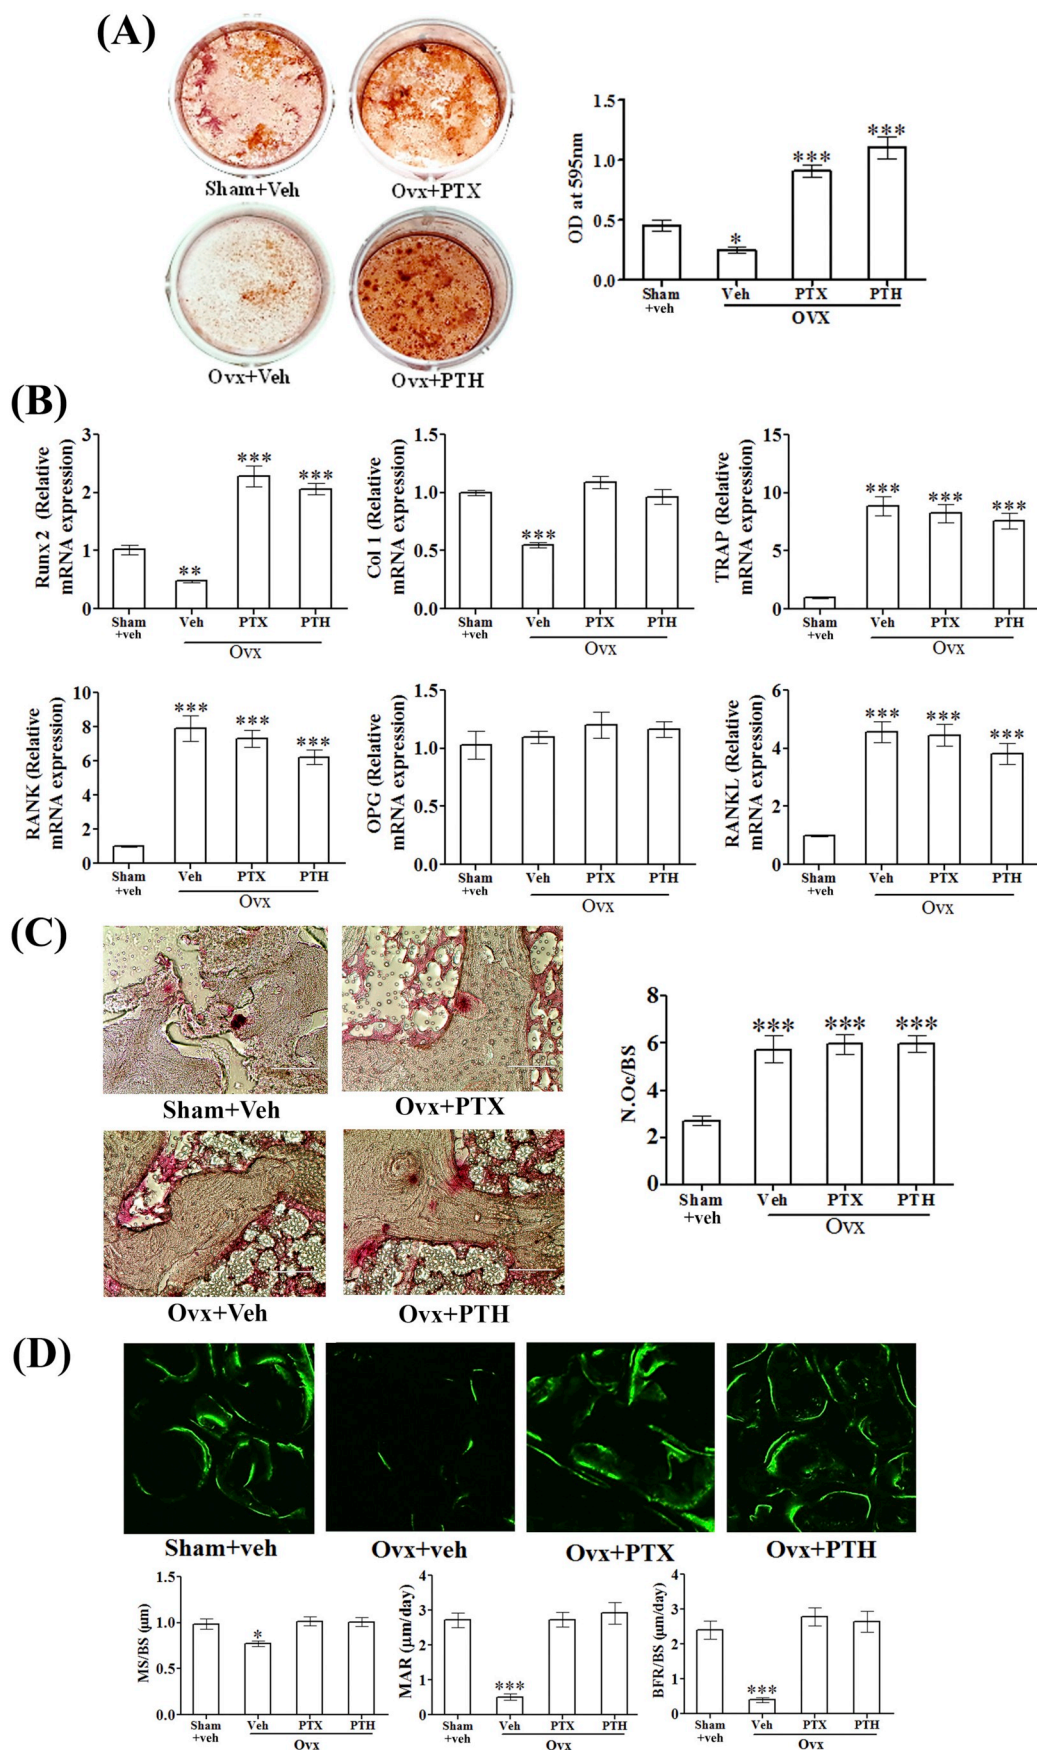 (A)
Sham+Veh
Ovx+PTX
Ovx+Veh
Ovx+PTH
OD at 595nm
1.5
1.0
0.5
0.0
***
***
*
Sham
+veh
Veh
PTX
PTH
OVX
(B)
Runx 2 (Relative
mRNA expression)
3
2
1
0
***
***
**
Sham
+veh
Veh
PTX
PTH
Ovx
Col 1 (Relative
mRNA expression)
1.5
1.0
0.5
0.0
***
Sham
+veh
Veh
PTX
PTH
Ovx
TRAP (Relative
mRNA expression)
15
10
5
0
***
***
***
Sham
+veh
Veh
PTX
PTH
Ovx
RANK (Relative
mRNA expression)
10
8
6
4
2
0
***
***
***
Sham
+veh
Veh
PTX
PTH
Ovx
OPG (Relative
mRNA expression)
1.5
1.0
0.5
0.0
Sham
+veh
Veh
PTX
PTH
Ovx
RANKL (Relative
mRNA expression)
6
4
2
0
***
***
***
Sham
+veh
Veh
PTX
PTH
Ovx
(C)
Sham+Veh
Ovx+PTX
Ovx+Veh
Ovx+PTH
N.Oc/BS
8
6
4
2
0
***
***
***
Sham
+veh
Veh
PTX
PTH
Ovx
(D)
Sham+veh
Ovx+veh
Ovx+PTX
Ovx+PTH
MS/BS (µm)
1.5
1.0
0.5
0.0
*
Sham
+veh
Veh
PTX
PTH
Ovx
MAR (µm/day)
4
3
2
1
0
***
Sham
+veh
Veh
PTX
PTH
Ovx
BFR/BS (µm/day)
4
3
2
1
0
***
Sham
+veh
Veh
PTX
PTH
Ovx